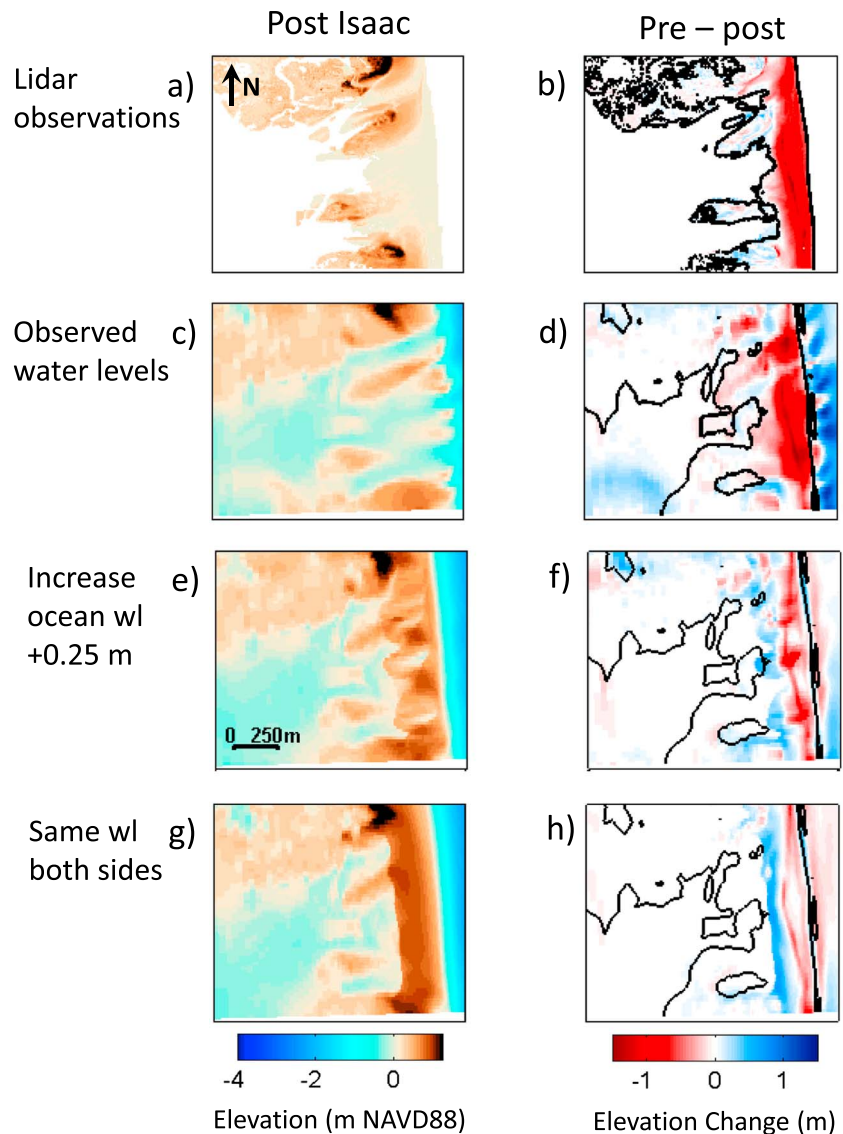 Post Isaac
Pre – post
Lidar
observations
a)
N
b)
Observed
water levels
c)
d)
Increase
ocean wl
+0.25 m
e)
0 250m
f)
Same wl
both sides
g)
h)
-4 -2 0
Elevation (m NAVD88)
-1 0 1
Elevation Change (m)